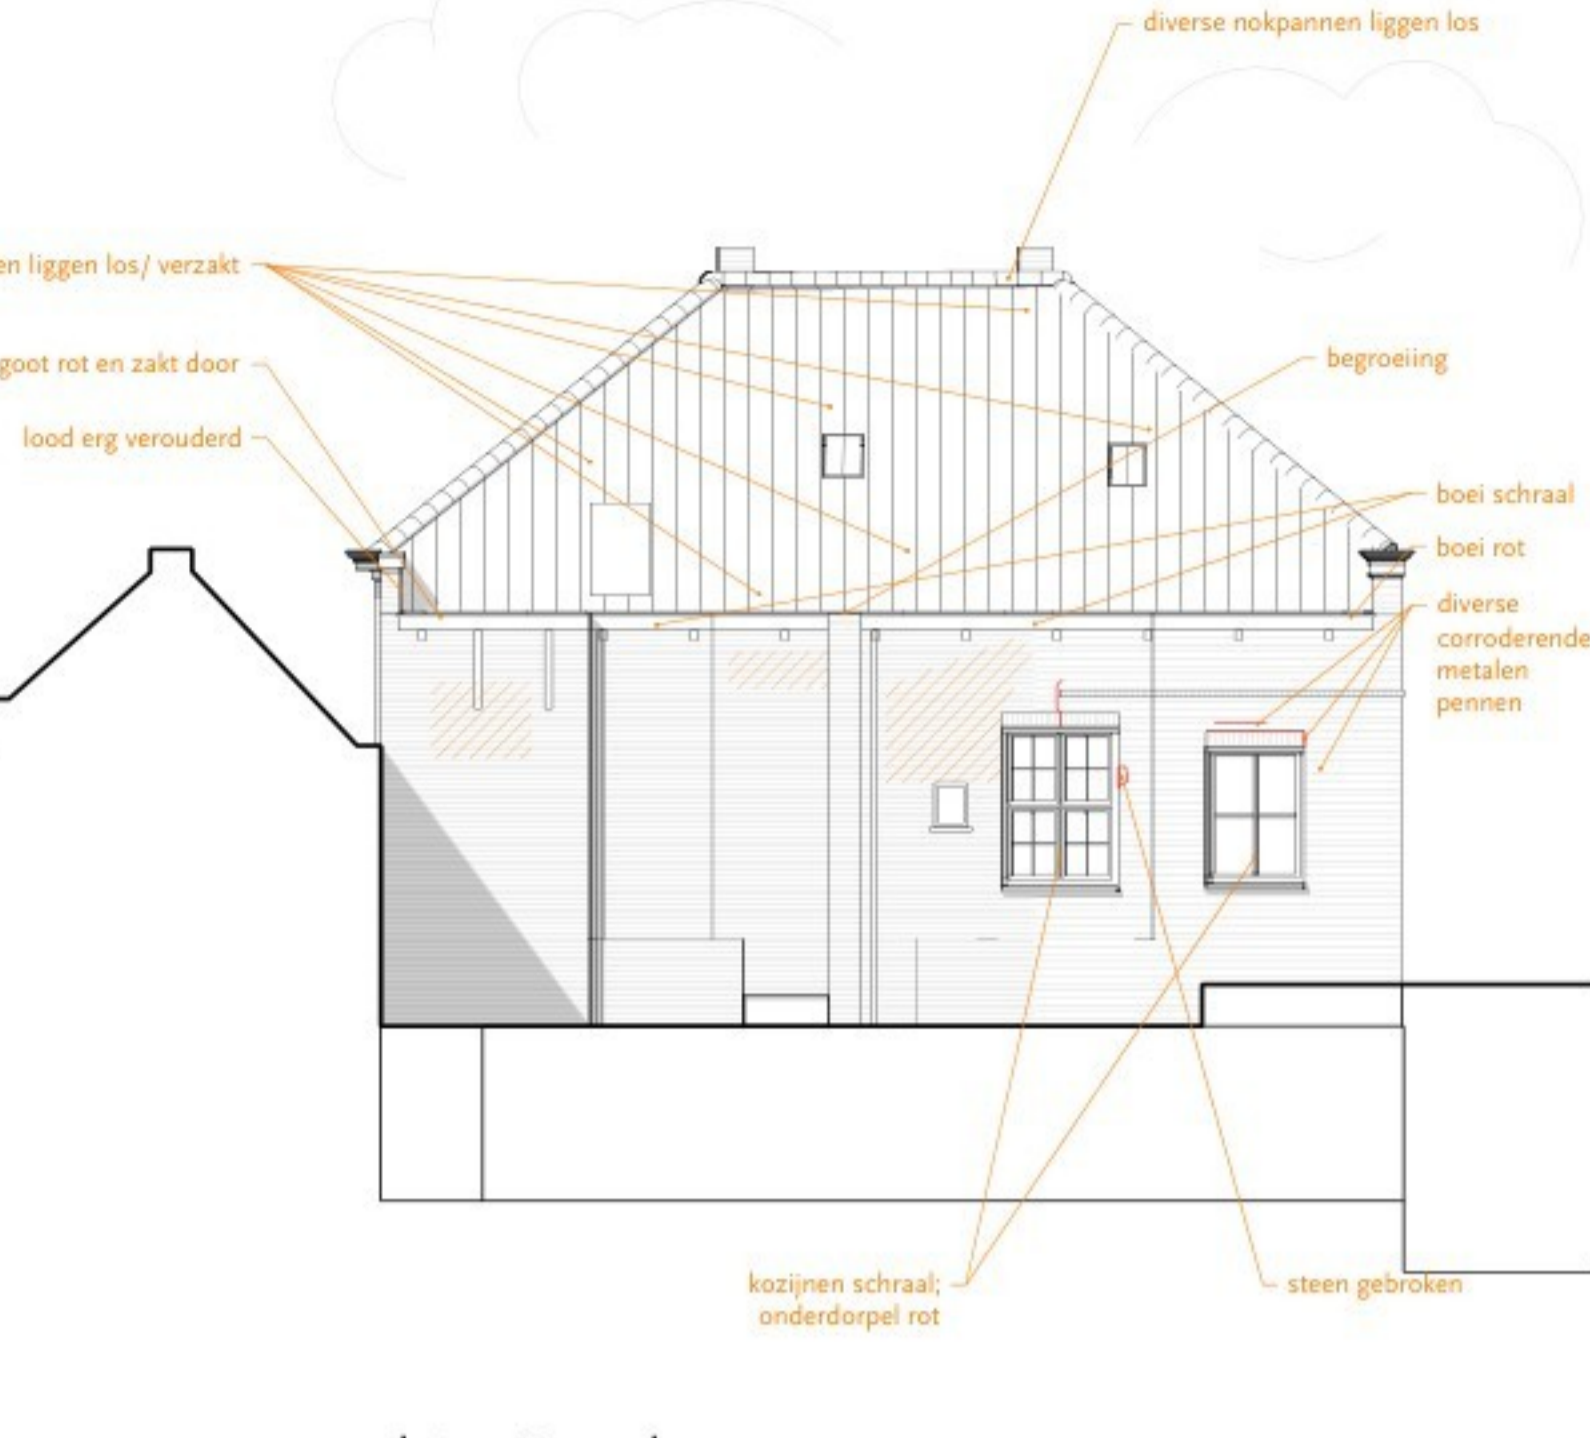 diverse nokpannen liggen los
en liggen los/ verzakt
goot rot en zakt door
lood erg verouderd
begroeiing
boei schraal
boei rot
diverse
corroderende
metalen
pennen
kozijnen schraal;
onderdorpel rot
steen gebroken